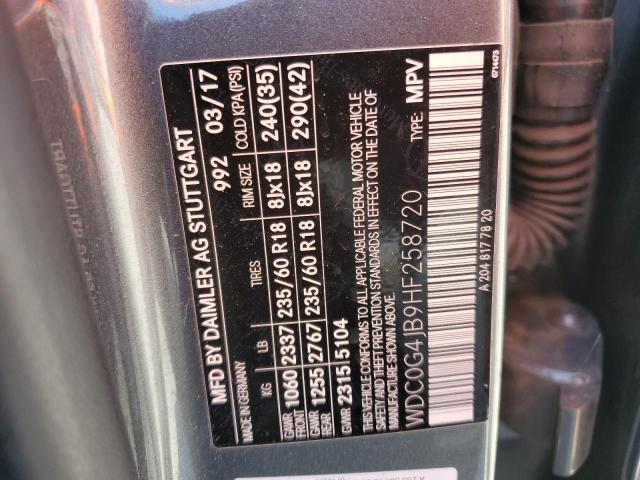 MFD BY DAIMLER AG STUTTGART
MADE IN GERMANY 992 03/17
KG LB TIRES RIM SIZE COLD KPA(PSI)
GAWR FRONT 1060 2337 235/60 R18 8Jx18 240(35)
GAWR REAR 1255 2767 235/60 R18 8Jx18 290(42)
GVWR 2315 5104
THIS VEHICLE CONFORMS TO ALL APPLICABLE FEDERAL MOTOR VEHICLE
SAFETY AND THEFT PREVENTION STANDARDS IN EFFECT ON THE DATE OF
MANUFACTURE SHOWN ABOVE.
WDC0G4JB9HF258720 TYPE: MPV
A 204 817 78 20
0714473